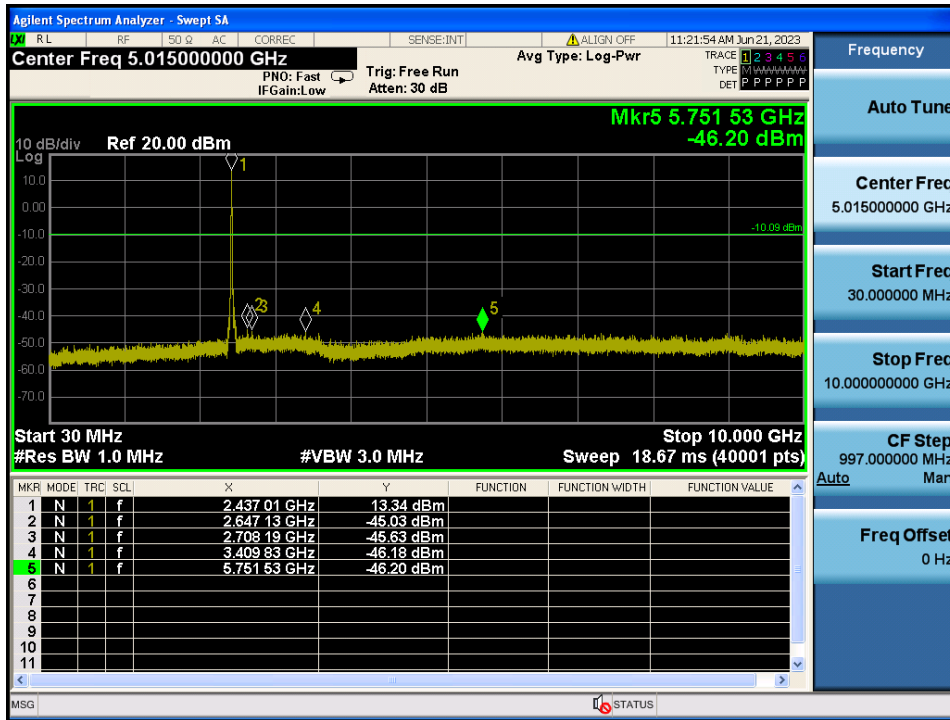 Agilent Spectrum Analyzer - Swept SA
LXI RL RF 50 Ω AC CORREC SENSE:INT ALIGN OFF 11:21:54 AM Jun 21, 2023
Center Freq 5.015000000 GHz
PNO: Fast
IFGain:Low
Trig: Free Run
Atten: 30 dB
Avg Type: Log-Pwr
TRACE 1 2 3 4 5 6
TYPE M
DET P P P P P P
Mkr5 5.751 53 GHz
-46.20 dBm
10 dB/div Ref 20.00 dBm
Log
1
10.0
0.00
-10.09 dBm
-10.0
-20.0
-30.0
2 3 4 5
-40.0
-50.0
-60.0
-70.0
Start 30 MHz Stop 10.000 GHz
#Res BW 1.0 MHz #VBW 3.0 MHz Sweep 18.67 ms (40001 pts)
MKR MODE TRC SCL X Y FUNCTION FUNCTION WIDTH FUNCTION VALUE
1 N 1 f 2.437 01 GHz 13.34 dBm
2 N 1 f 2.647 13 GHz -45.03 dBm
3 N 1 f 2.708 19 GHz -45.63 dBm
4 N 1 f 3.409 83 GHz -46.18 dBm
5 N 1 f 5.751 53 GHz -46.20 dBm
6
7
8
9
10
11
MSG STATUS
Frequency
Auto Tune
Center Freq
5.015000000 GHz
Start Freq
30.000000 MHz
Stop Freq
10.000000000 GHz
CF Step
997.000000 MHz
Auto Man
Freq Offset
0 Hz